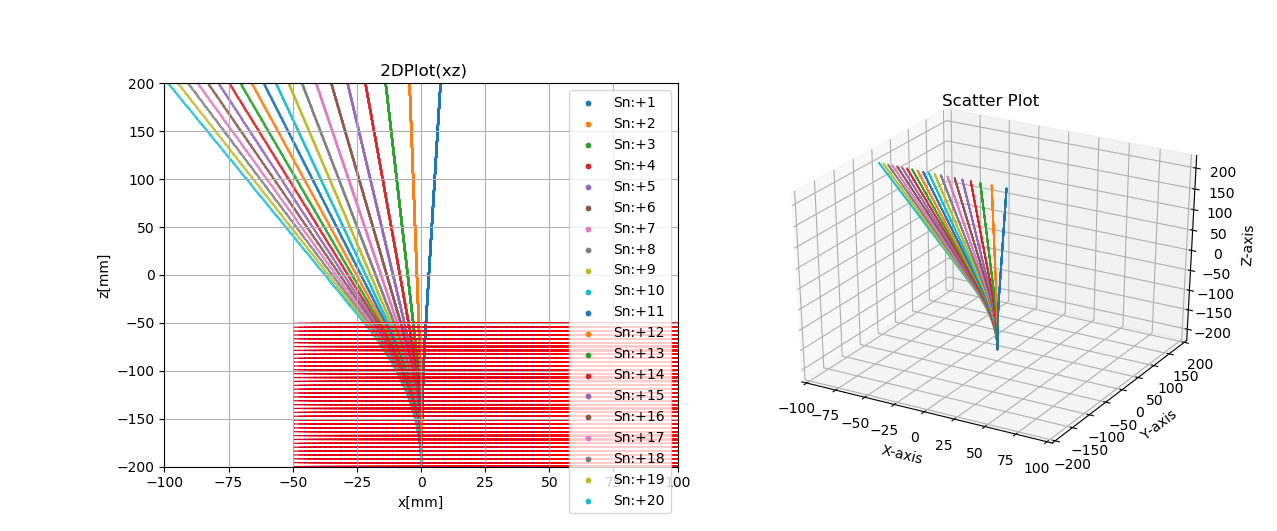 2DPlot(xz)
200
150
100
50
0
−50
−100
−150
−200
z[mm]
−100
−75
−50
−25
0
25
50
75
100
x[mm]
Sn:+1
Sn:+2
Sn:+3
Sn:+4
Sn:+5
Sn:+6
Sn:+7
Sn:+8
Sn:+9
Sn:+10
Sn:+11
Sn:+12
Sn:+13
Sn:+14
Sn:+15
Sn:+16
Sn:+17
Sn:+18
Sn:+19
Sn:+20
Scatter Plot
200
150
100
50
0
−50
−100
−150
−200
Z-axis
−100
−75
−50
−25
0
25
50
75
100
X-axis
−200
−150
−100
−50
0
50
100
150
200
Y-axis